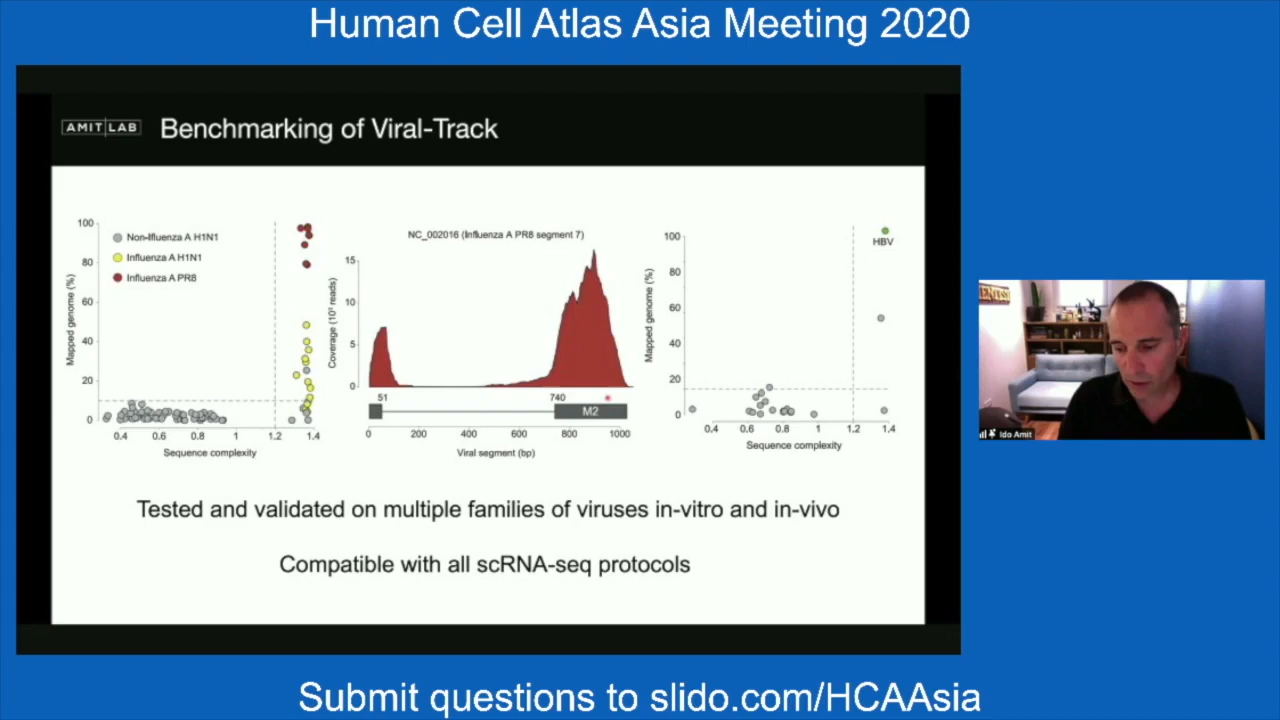 Human Cell Atlas Asia Meeting 2020
AMIT LAB
Benchmarking of Viral-Track
100
80
60
40
20
0
Mapped genome (%)
Non-Ifluenza A H1N1
Influenza A H1N1
Influenza A PR8
0.4 0.6 0.8 1 1.2 1.4
Sequence complexity
NC_002016 (Influenza A PR8 segment 7)
15
10
5
0
51
740
M2
0 200 400 600 800 1000
Viral segment (bp)
100
80
60
40
20
0
Mapped genome (%)
HBV
0.4 0.6 0.8 1 1.2 1.4
Sequence complexity
Tested and validated on multiple families of viruses in-vitro and in-vivo
Compatible with all scRNA-seq protocols
Ido Amit
Submit questions to slido.com/HCAAsia